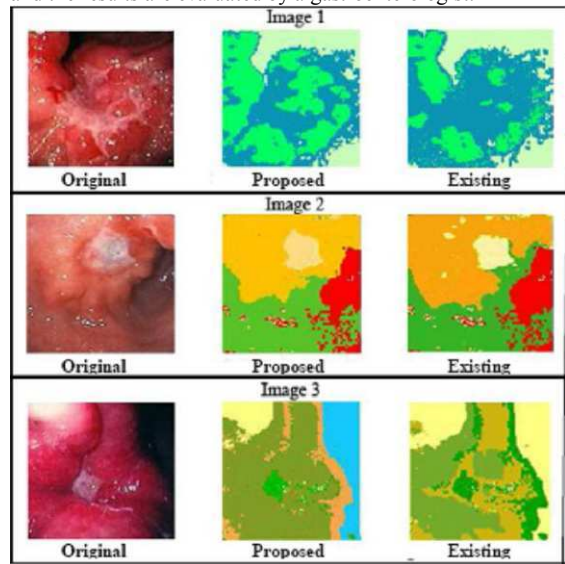 Image 1
Original Proposed Existing
Image 2
Original Proposed Existing
Image 3
Original Proposed Existing